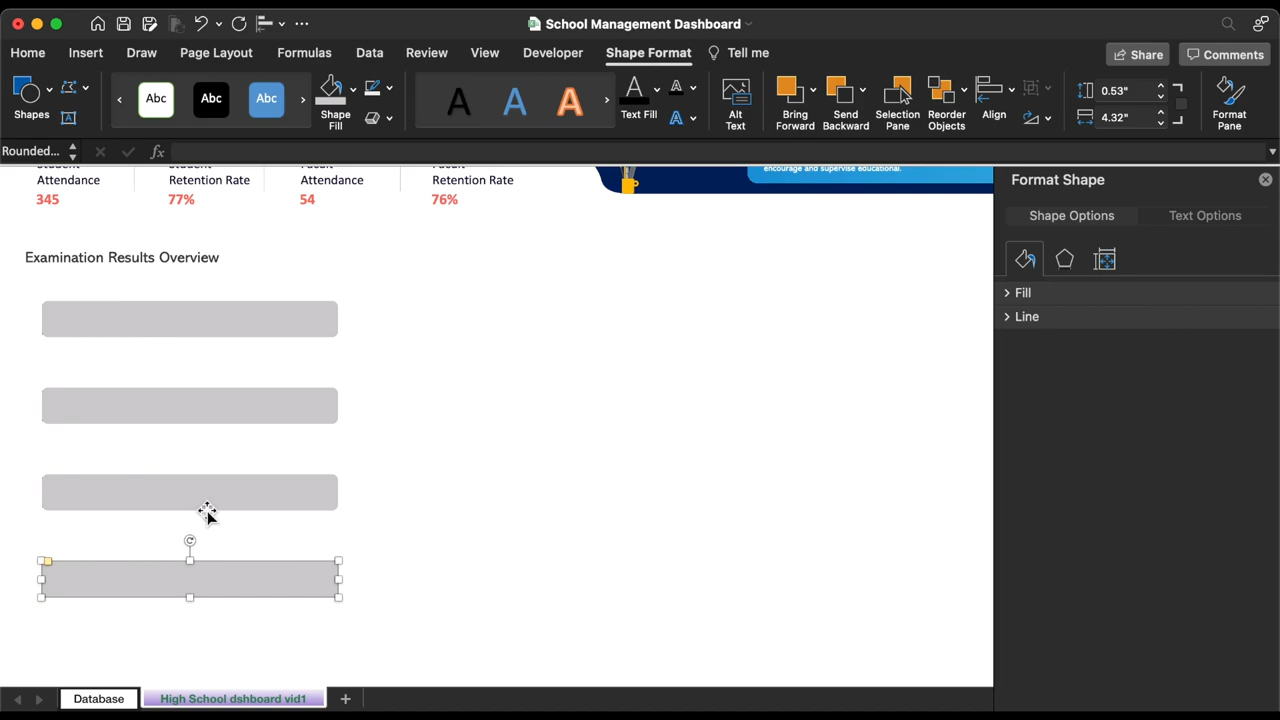 School Management Dashboard
Home Insert Draw Page Layout Formulas Data Review View Developer Shape Format Tell me Share Comments
Abc Abc Abc A A A
Shapes Shape Fill Text Fill Alt Text Bring Forward Send Backward Selection Pane Reorder Objects Align 0.53" 4.32" Format Pane
Rounded... fx
encourage and supervise educational.
Attendance Retention Rate Attendance Retention Rate
345 77% 54 76%
Examination Results Overview
Format Shape
Shape Options Text Options
Fill
Line
Database High School dshboard vid1 +